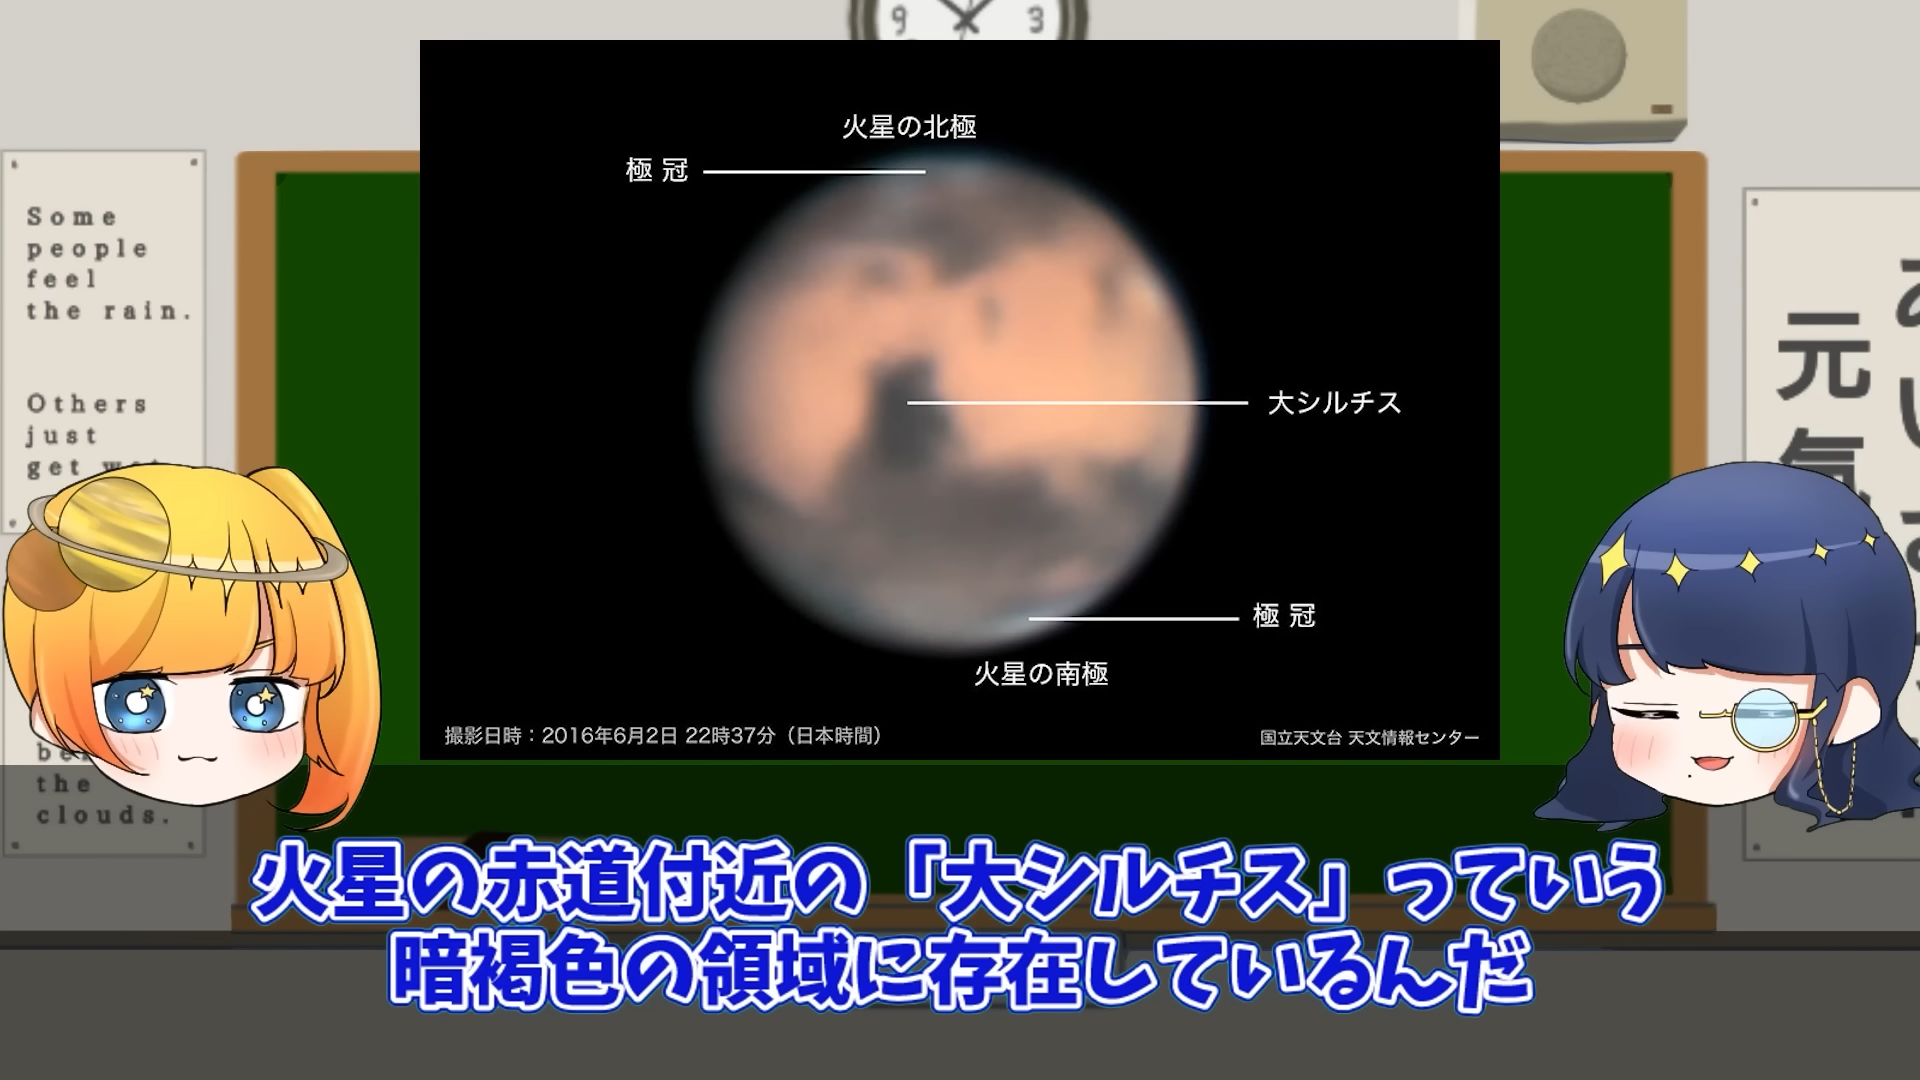 9 3
火星の北極
極 冠
大シルチス
極 冠
火星の南極
撮影日時：2016年6月2日 22時37分（日本時間）
国立天文台 天文情報センター
Some
people
feel
the rain.
Others
just
get
the
clouds.
元気
火星の赤道付近の「大シルチス」っていう
暗褐色の領域に存在しているんだ